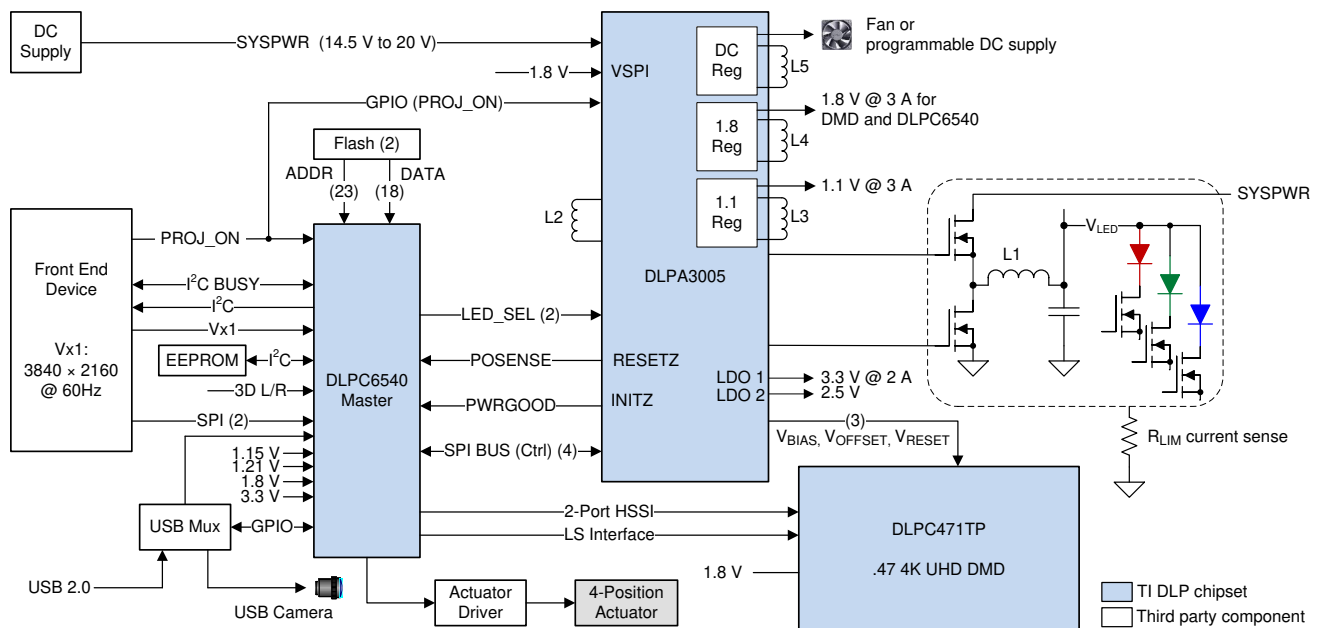 DC
Supply
SYSPWR (14.5 V to 20 V)
1.8 V
VSPI
GPIO (PROJ_ON)
Flash (2)
ADDR
(23)
DATA
(18)
DC
Reg
L5
Fan or
programmable DC supply
1.8
Reg
L4
1.8 V @ 3 A for
DMD and DLPC6540
1.1
Reg
L3
1.1 V @ 3 A
L2
DLPA3005
SYSPWR
V_LED
L1
Front End
Device
Vx1:
3840 × 2160
@ 60Hz
PROJ_ON
I²C BUSY
I²C
Vx1
EEPROM
I²C
3D L/R
SPI (2)
1.15 V
1.21 V
1.8 V
3.3 V
DLPC6540
Master
LED_SEL (2)
POSENSE
RESETZ
PWRGOOD
INITZ
SPI BUS (Ctrl) (4)
LDO 1
3.3 V @ 2 A
LDO 2
2.5 V
(3)
V_BIAS, V_OFFSET, V_RESET
R_LIM current sense
USB Mux
GPIO
USB 2.0
USB Camera
2-Port HSSI
LS Interface
DLPC471TP
.47 4K UHD DMD
1.8 V
Actuator
Driver
4-Position
Actuator
TI DLP chipset
Third party component